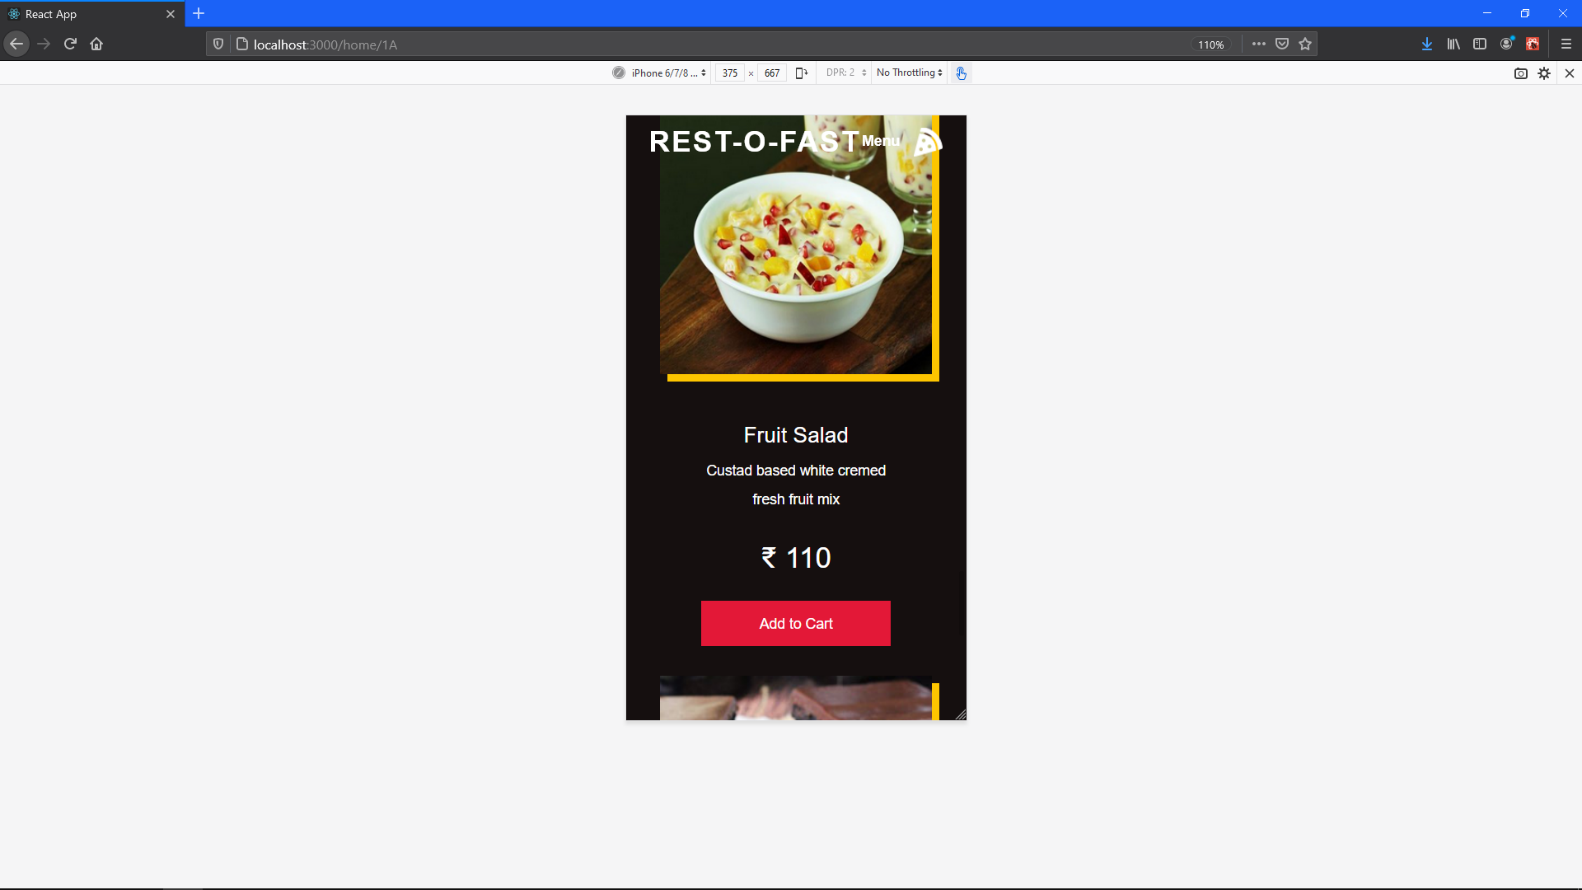 React App
localhost:3000/home/1A
110%
iPhone 6/7/8 ...
375 × 667
DPR: 2
No Throttling
REST-O-FAST
Menu
Fruit Salad
Custad based white cremed
fresh fruit mix
₹ 110
Add to Cart